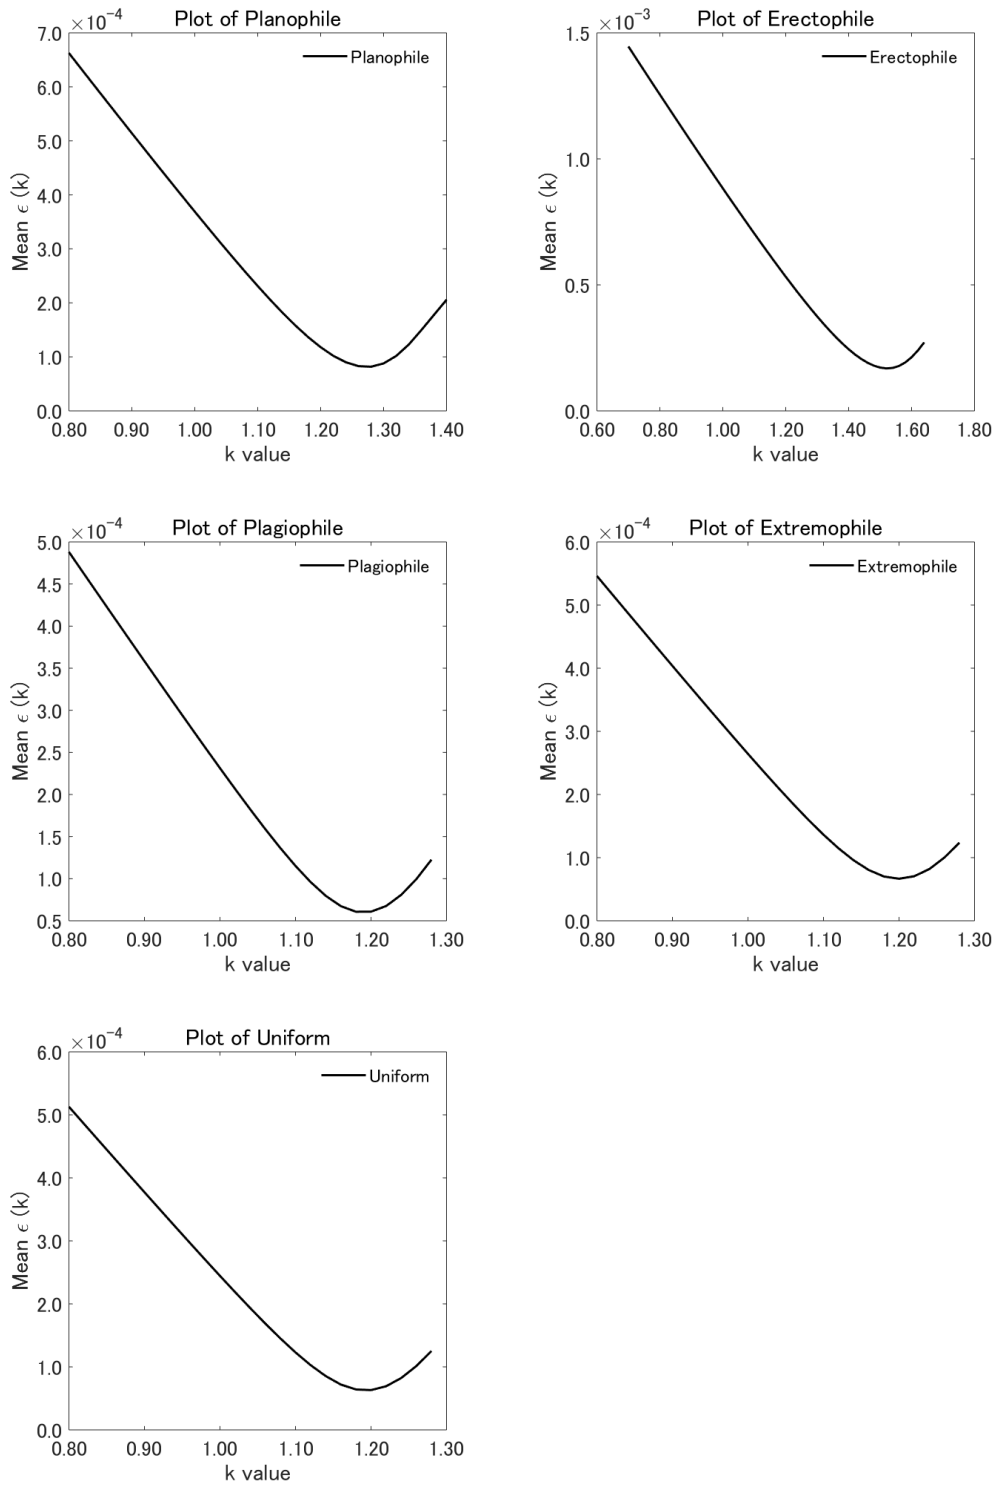 Plot of Planophile
×10⁻⁴
7.0
6.0
5.0
4.0
3.0
2.0
1.0
0.0
Mean ϵ (k)
Planophile
0.80 0.90 1.00 1.10 1.20 1.30 1.40
k value
Plot of Erectophile
×10⁻³
1.5
1.0
0.5
0.0
Mean ϵ (k)
Erectophile
0.60 0.80 1.00 1.20 1.40 1.60 1.80
k value
Plot of Plagiophile
×10⁻⁴
5.0
4.5
4.0
3.5
3.0
2.5
2.0
1.5
1.0
0.5
Mean ϵ (k)
Plagiophile
0.80 0.90 1.00 1.10 1.20 1.30
k value
Plot of Extremophile
×10⁻⁴
6.0
5.0
4.0
3.0
2.0
1.0
0.0
Mean ϵ (k)
Extremophile
0.80 0.90 1.00 1.10 1.20 1.30
k value
Plot of Uniform
×10⁻⁴
6.0
5.0
4.0
3.0
2.0
1.0
0.0
Mean ϵ (k)
Uniform
0.80 0.90 1.00 1.10 1.20 1.30
k value